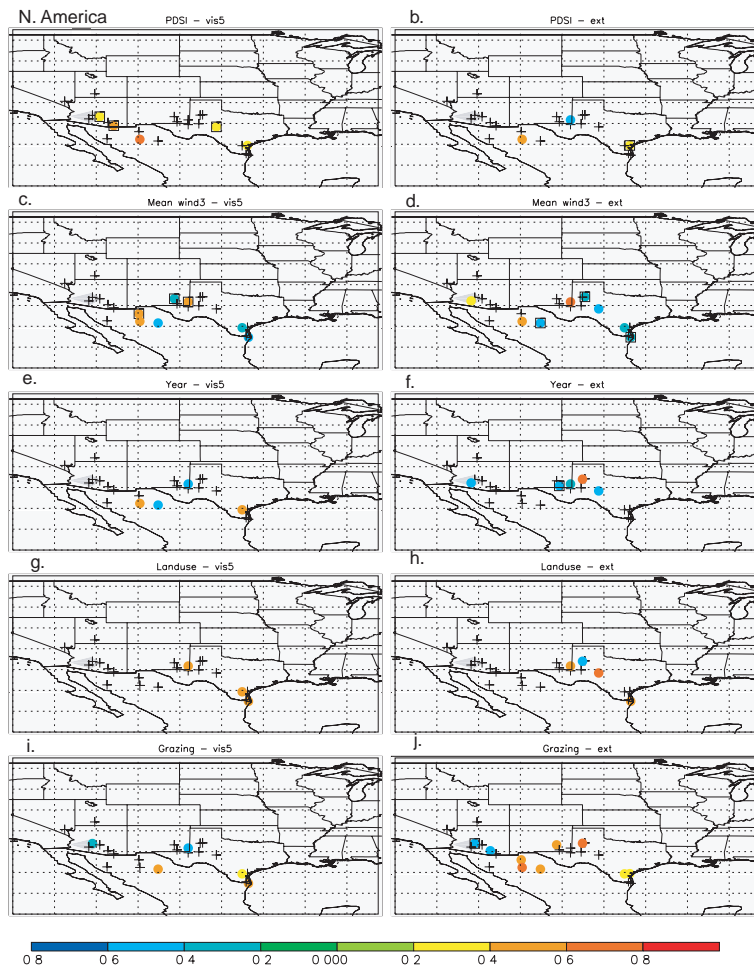 N. America
PDSI – vis5
b.
PDSI – ext
c.
Mean wind3 – vis5
d.
Mean wind3 – ext
e.
Year – vis5
f.
Year – ext
g.
Landuse – vis5
h.
Landuse – ext
i.
Grazing – vis5
j.
Grazing – ext
0 8 0 6 0 4 0 2 0 000 0 2 0 4 0 6 0 8